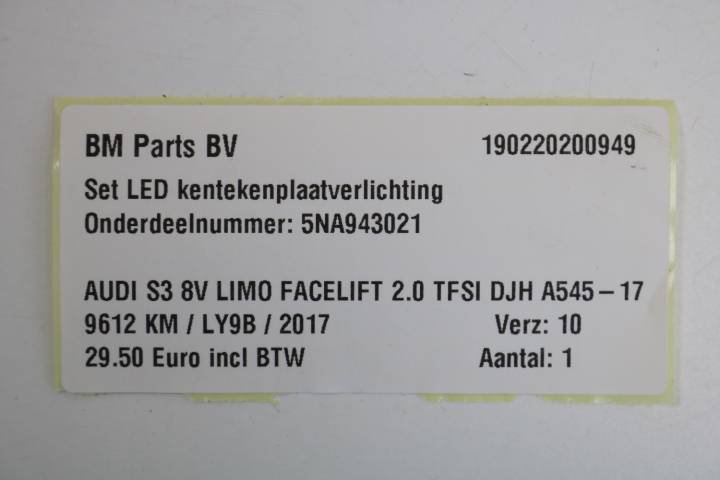 BM Parts BV 190220200949
Set LED kentekenplaatverlichting
Onderdeelnummer: 5NA943021
AUDI S3 8V LIMO FACELIFT 2.0 TFSI DJH A545-17
9612 KM / LY9B / 2017 Verz: 10
29.50 Euro incl BTW Aantal: 1